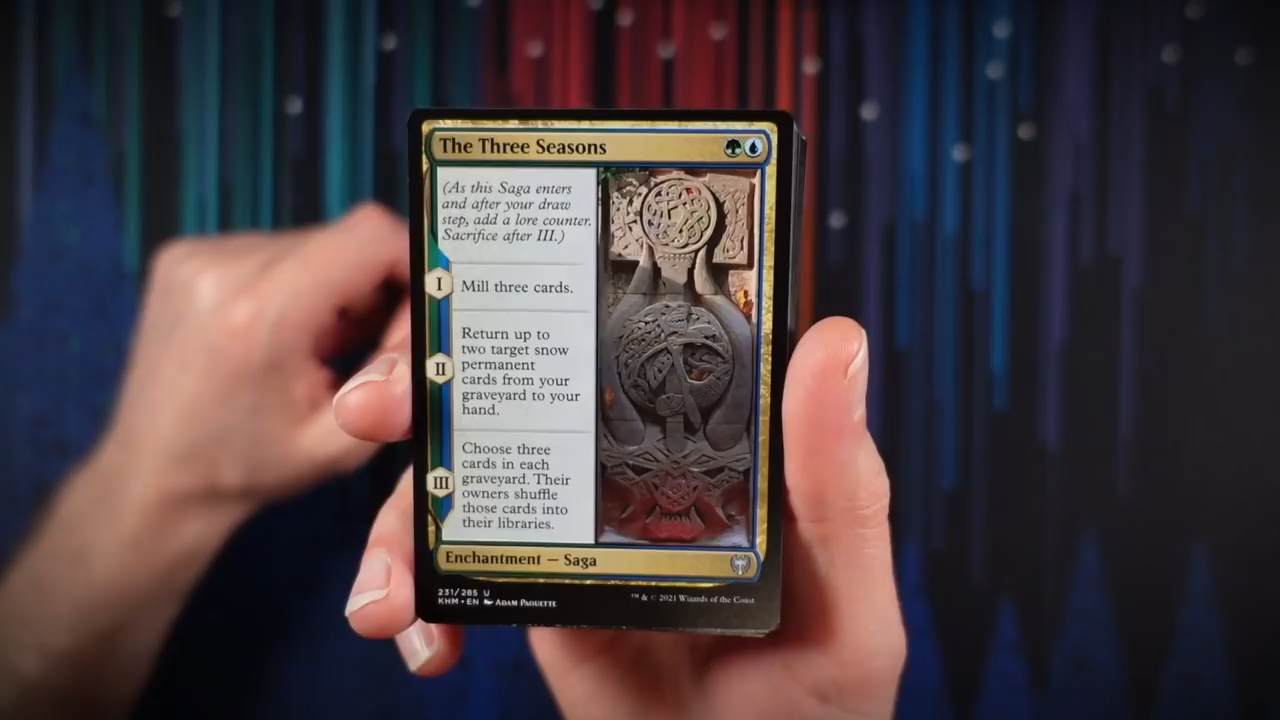 The Three Seasons
(As this Saga enters
and after your draw
step, add a lore counter.
Sacrifice after III.)
I
Mill three cards.
II
Return up to
two target snow
permanent
cards from your
graveyard to your
hand.
III
Choose three
cards in each
graveyard. Their
owners shuffle
those cards into
their libraries.
Enchantment — Saga
231/285 U
KHM • EN Adam Paquette
™ & © 2021 Wizards of the Coast